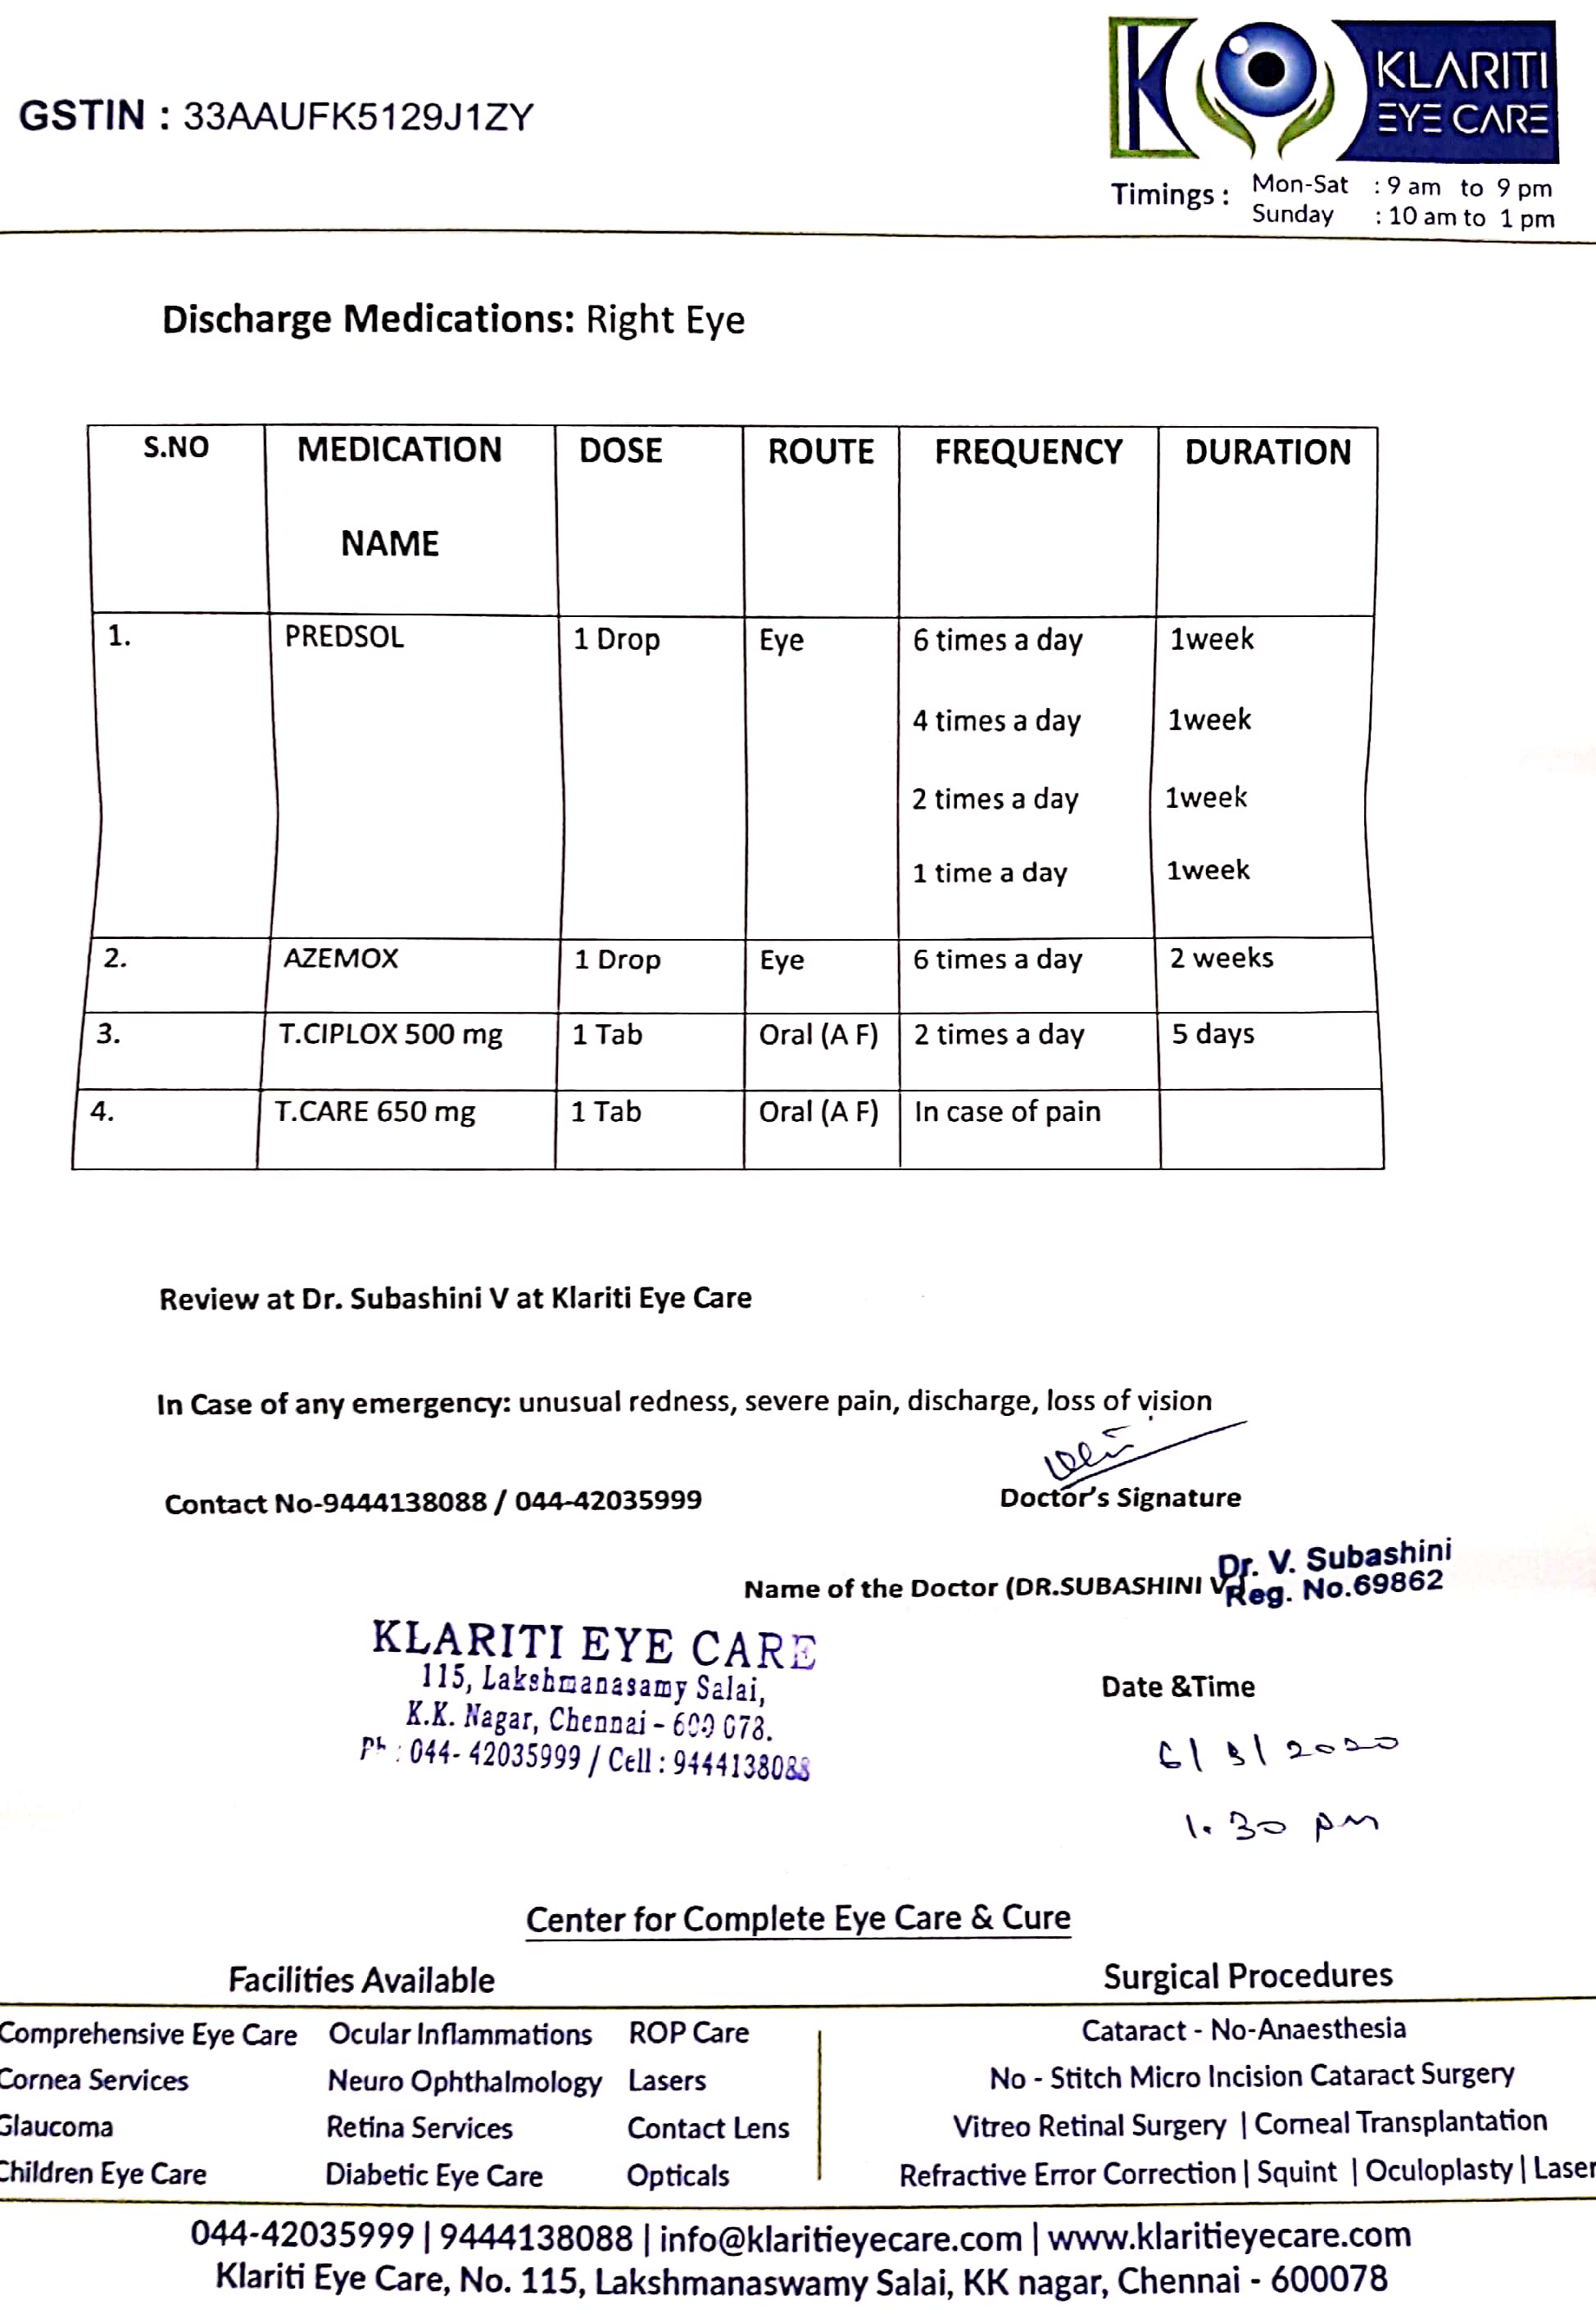 GSTIN : 33AAUFK5129J1ZY
K KLARITI
EYE CARE
Timings : Mon-Sat : 9 am to 9 pm
Sunday : 10 am to 1 pm
Discharge Medications: Right Eye
S.NO MEDICATION NAME DOSE ROUTE FREQUENCY DURATION
1. PREDSOL 1 Drop Eye 6 times a day 1week
4 times a day 1week
2 times a day 1week
1 time a day 1week
2. AZEMOX 1 Drop Eye 6 times a day 2 weeks
3. T.CIPLOX 500 mg 1 Tab Oral (A F) 2 times a day 5 days
4. T.CARE 650 mg 1 Tab Oral (A F) In case of pain
Review at Dr. Subashini V at Klariti Eye Care
In Case of any emergency: unusual redness, severe pain, discharge, loss of vision
Contact No-9444138088 / 044-42035999
Doctor's Signature
Name of the Doctor (DR.SUBASHINI V
Dr. V. Subashini
Reg. No.69862
KLARITI EYE CARE
115, Lakshmanasamy Salai,
K.K. Nagar, Chennai - 600 078.
Ph : 044- 42035999 / Cell : 9444138088
Date &Time
6/3/2020
1.30 pm
Center for Complete Eye Care & Cure
Facilities Available
Surgical Procedures
Comprehensive Eye Care Ocular Inflammations ROP Care
Cornea Services Neuro Ophthalmology Lasers
Glaucoma Retina Services Contact Lens
Children Eye Care Diabetic Eye Care Opticals
Cataract - No-Anaesthesia
No - Stitch Micro Incision Cataract Surgery
Vitreo Retinal Surgery | Corneal Transplantation
Refractive Error Correction | Squint | Oculoplasty | Laser
044-42035999 | 9444138088 | info@klaritieyecare.com | www.klaritieyecare.com
Klariti Eye Care, No. 115, Lakshmanaswamy Salai, KK nagar, Chennai - 600078